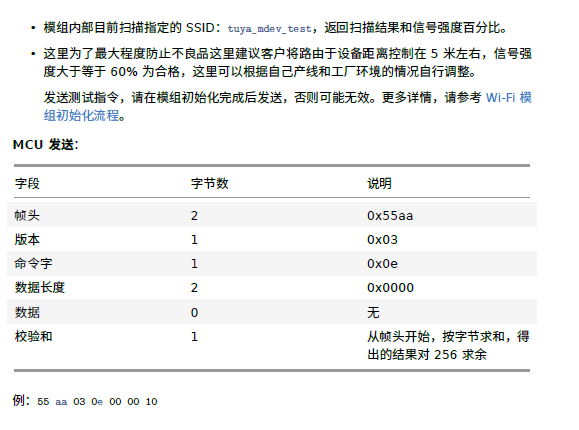 • 模组内部目前扫描指定的 SSID：tuya_mdev_test，返回扫描结果和信号强度百分比。
• 这里为了最大程度防止不良品这里建议客户将路由于设备距离控制在 5 米左右，信号强
度大于等于 60% 为合格，这里可以根据自己产线和工厂环境的情况自行调整。
发送测试指令，请在模组初始化完成后发送，否则可能无效。更多详情，请参考 Wi-Fi 模
组初始化流程。
MCU 发送：
字段 字节数 说明
帧头 2 0x55aa
版本 1 0x03
命令字 1 0x0e
数据长度 2 0x0000
数据 0 无
校验和 1 从帧头开始，按字节求和，得
出的结果对 256 求余
例：55 aa 03 0e 00 00 10